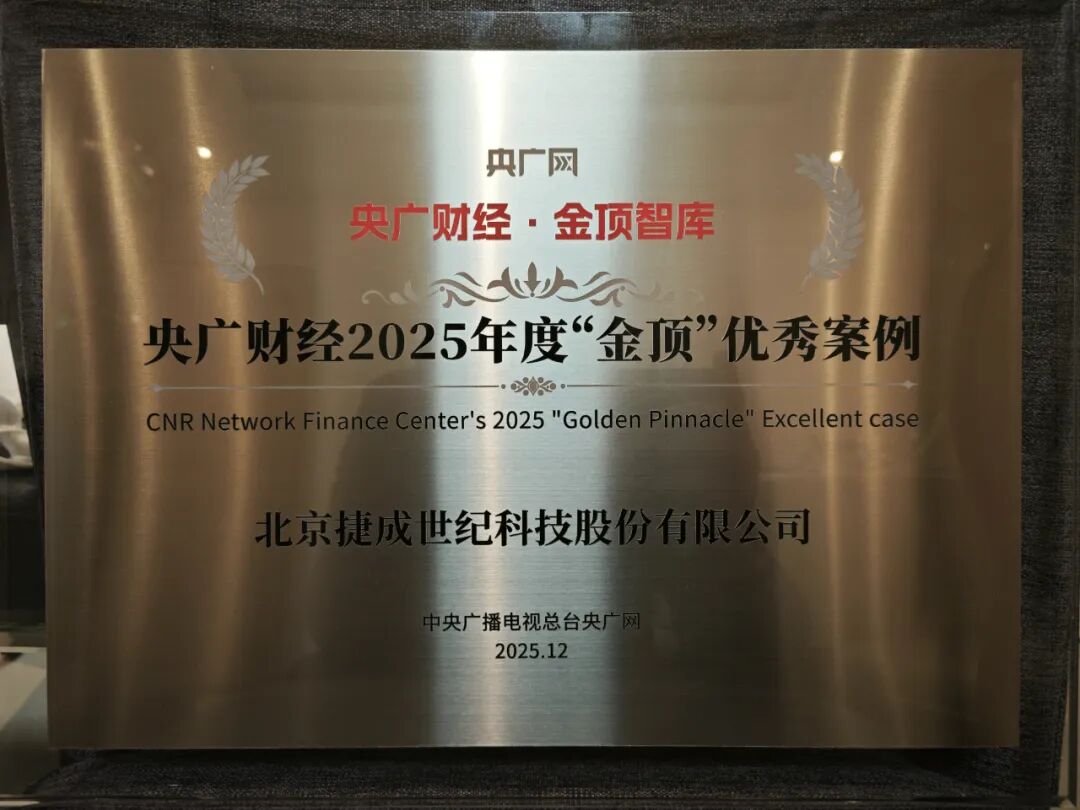 央广网
央广财经·金顶智库
央广财经2025年度“金顶”优秀案例
CNR Network Finance Center's 2025 "Golden Pinnacle" Excellent case
北京捷成世纪科技股份有限公司
中央广播电视总台央广网
2025.12